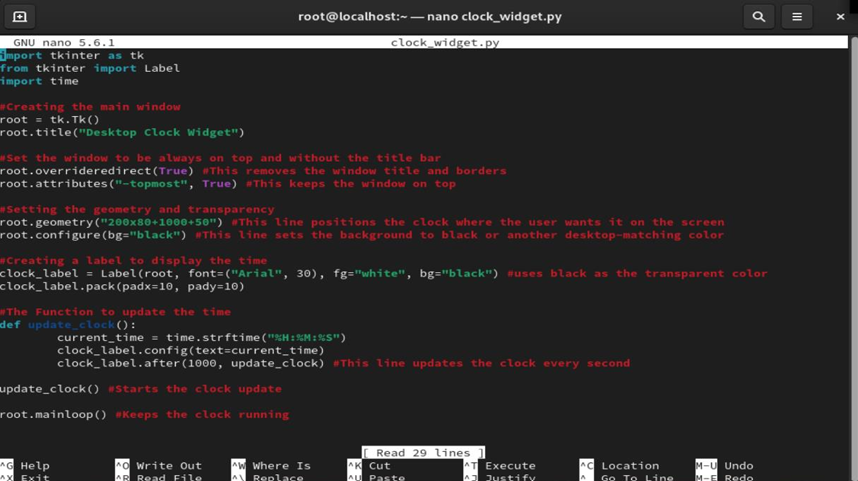 root@localhost:~ — nano clock_widget.py
GNU nano 5.6.1 clock_widget.py
import tkinter as tk
from tkinter import Label
import time
#Creating the main window
root = tk.Tk()
root.title("Desktop Clock Widget")
#Set the window to be always on top and without the title bar
root.overrideredirect(True) #This removes the window title and borders
root.attributes("-topmost", True) #This keeps the window on top
#Setting the geometry and transparency
root.geometry("200x80+1000+50") #This line positions the clock where the user wants it on the screen
root.configure(bg="black") #This line sets the background to black or another desktop-matching color
#Creating a label to display the time
clock_label = Label(root, font=("Arial", 30), fg="white", bg="black") #uses black as the transparent color
clock_label.pack(padx=10, pady=10)
#The Function to update the time
def update_clock():
        current_time = time.strftime("%H:%M:%S")
        clock_label.config(text=current_time)
        clock_label.after(1000, update_clock) #This line updates the clock every second
update_clock() #Starts the clock update
root.mainloop() #Keeps the clock running
[ Read 29 lines ]
^G Help ^O Write Out ^W Where Is ^K Cut ^T Execute ^C Location M-U Undo
^X Exit ^R Read File ^\ Replace ^U Paste ^J Justify ^_ Go To Line M-E Redo